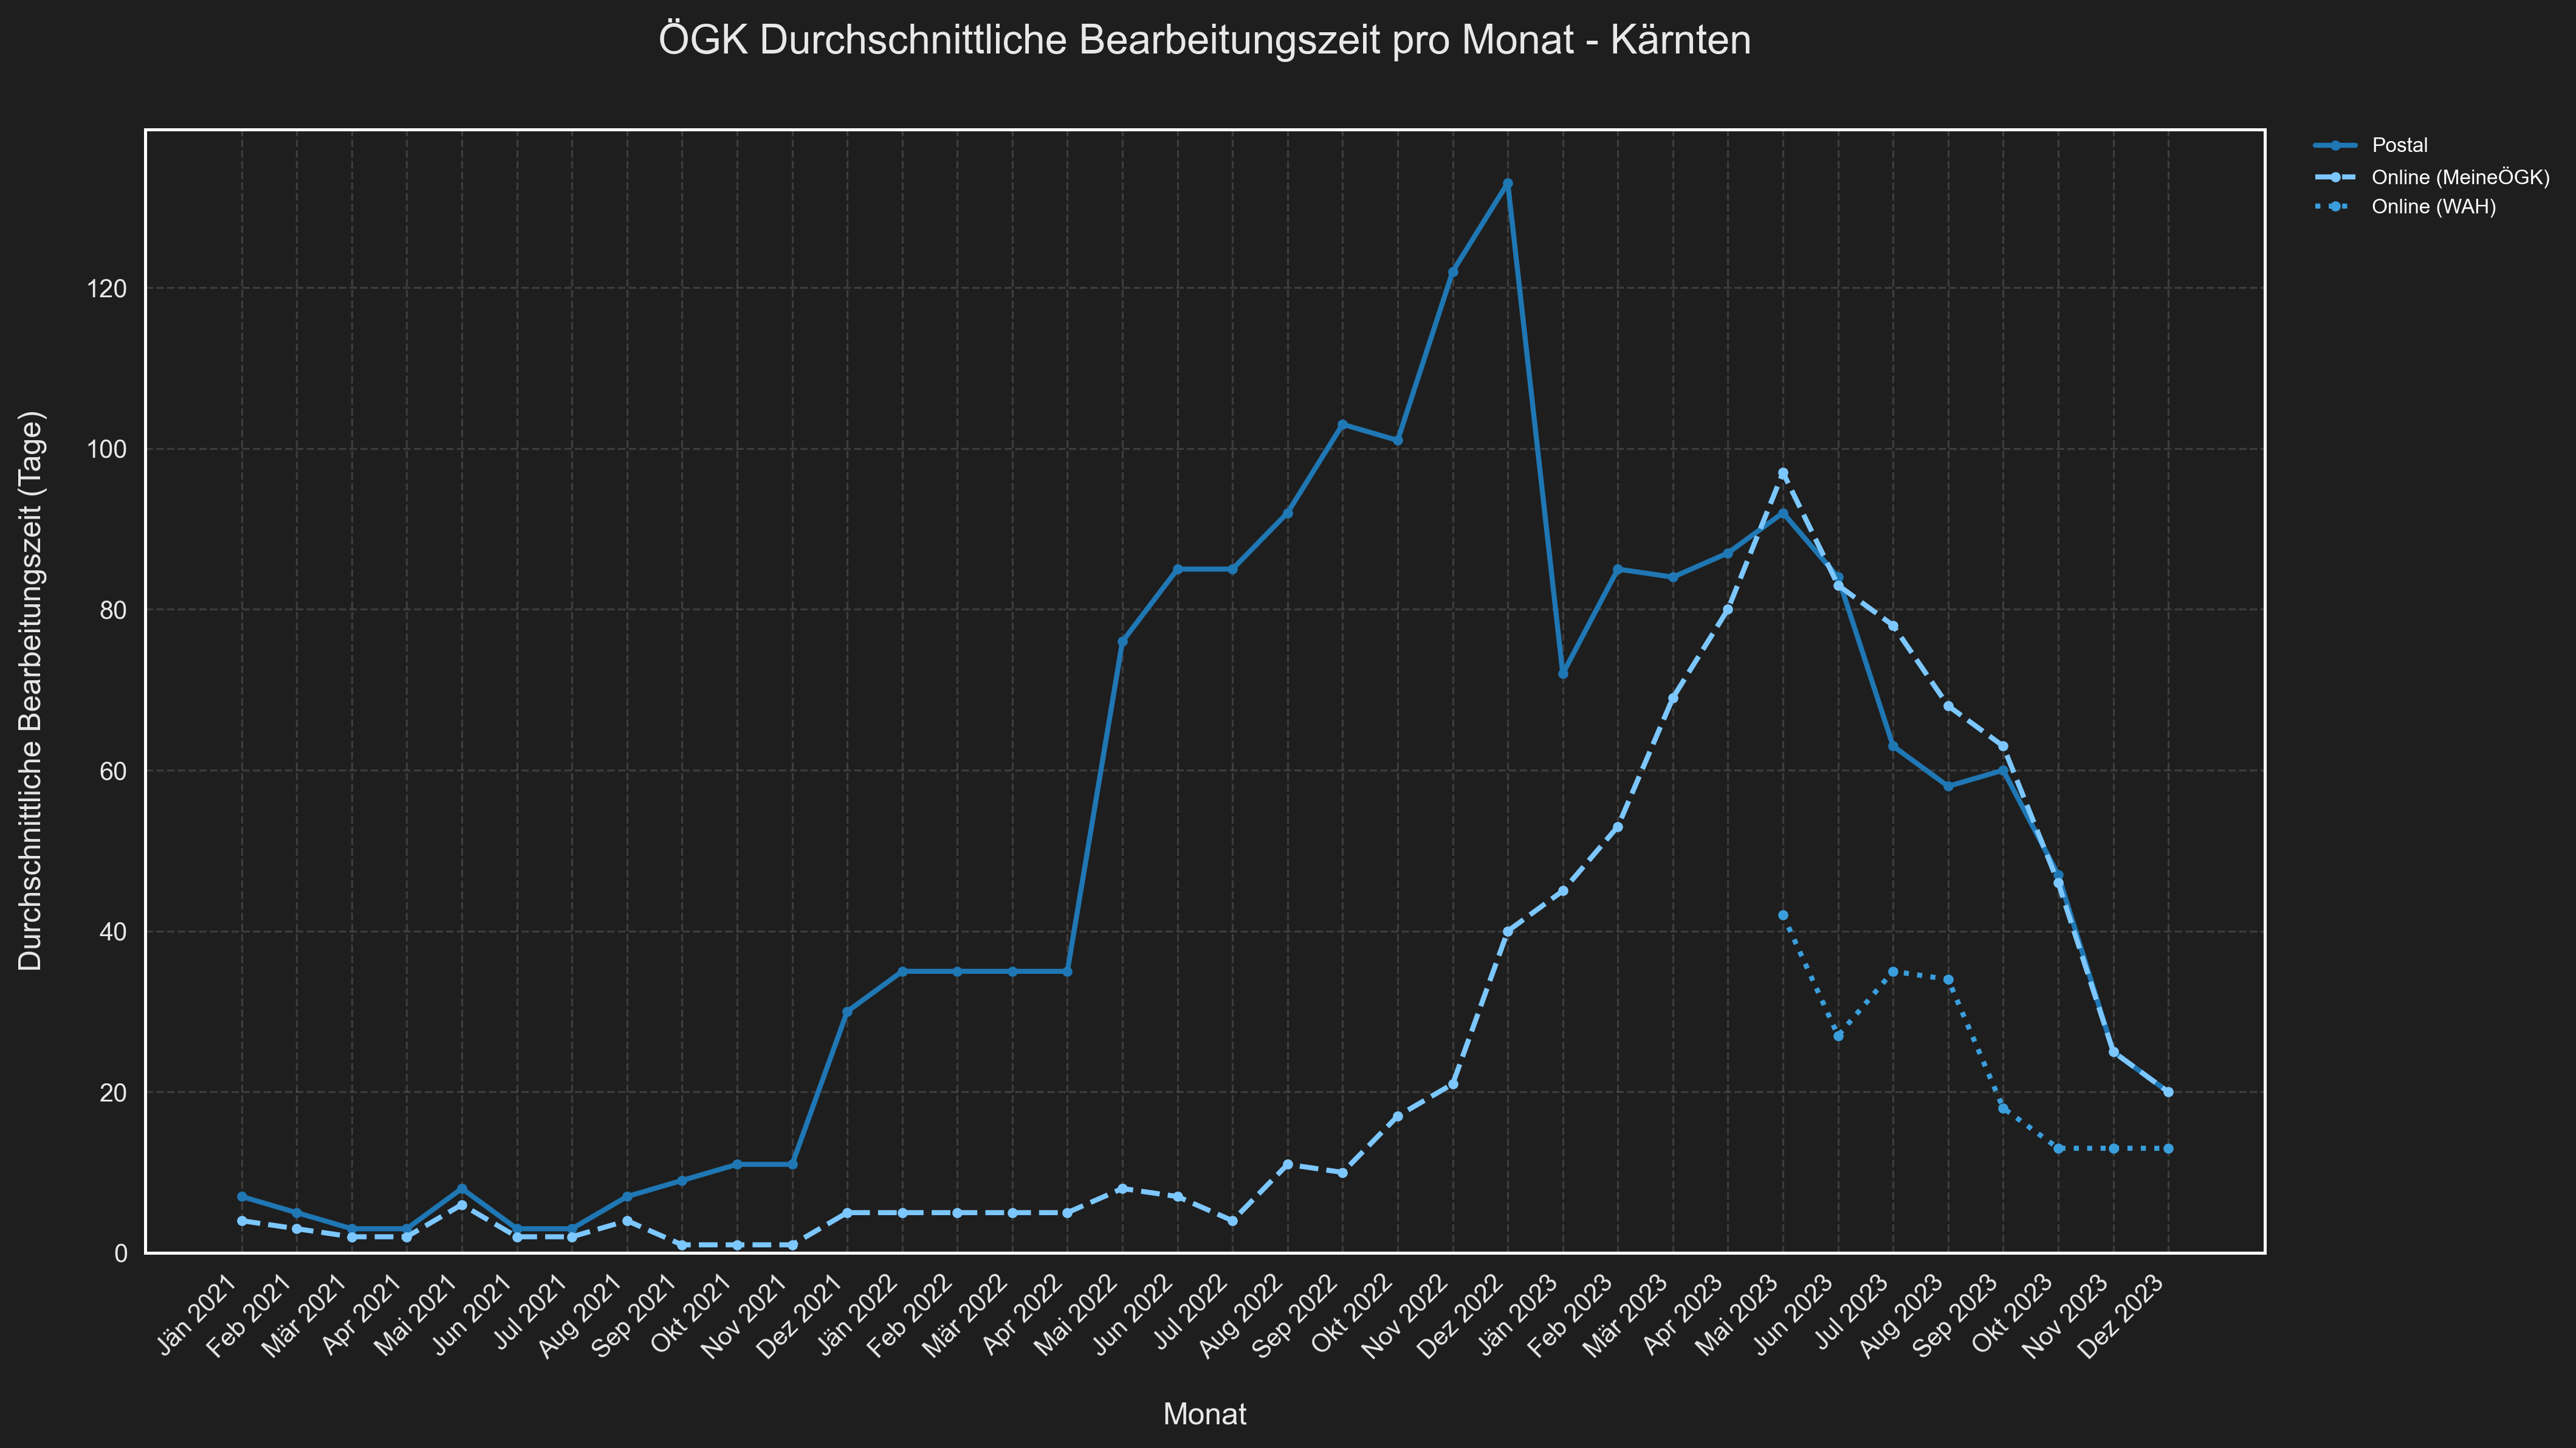 ÖGK Durchschnittliche Bearbeitungszeit pro Monat - Kärnten
Postal
Online (MeineÖGK)
Online (WAH)
Durchschnittliche Bearbeitungszeit (Tage)
120
100
80
60
40
20
0
Jän 2021
Feb 2021
Mär 2021
Apr 2021
Mai 2021
Jun 2021
Jul 2021
Aug 2021
Sep 2021
Okt 2021
Nov 2021
Dez 2021
Jän 2022
Feb 2022
Mär 2022
Apr 2022
Mai 2022
Jun 2022
Jul 2022
Aug 2022
Sep 2022
Okt 2022
Nov 2022
Dez 2022
Jän 2023
Feb 2023
Mär 2023
Apr 2023
Mai 2023
Jun 2023
Jul 2023
Aug 2023
Sep 2023
Okt 2023
Nov 2023
Dez 2023
Monat